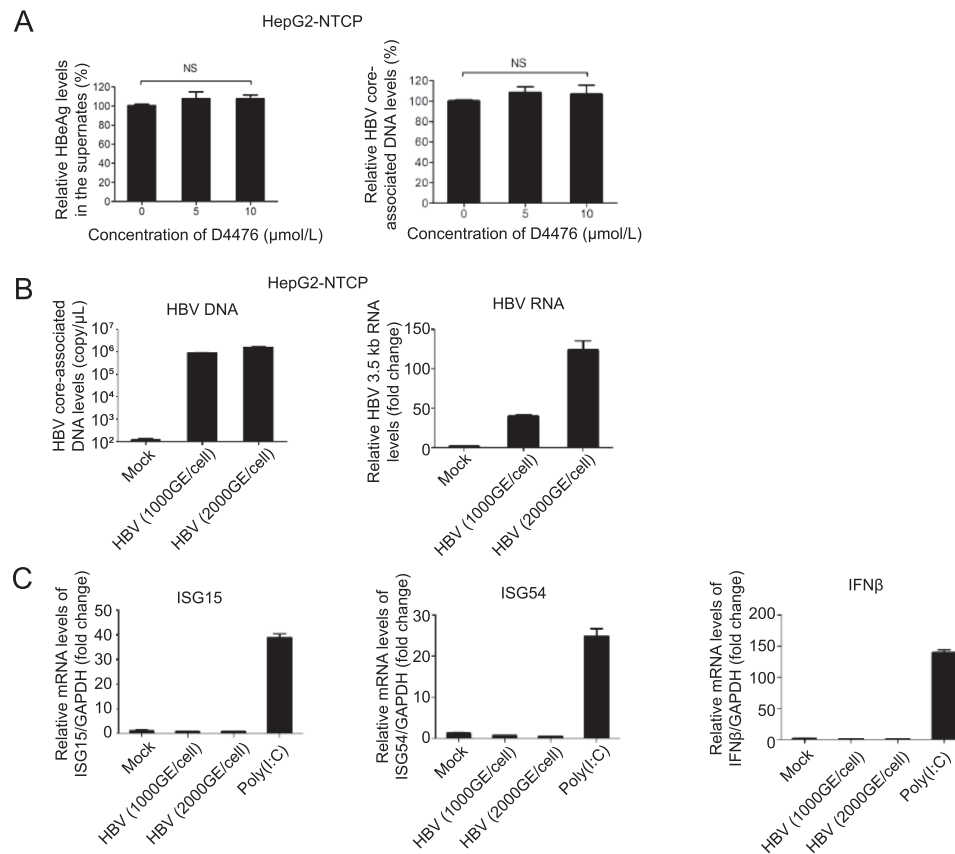 A
HepG2-NTCP
Relative HBeAg levels
in the supernates (%)
NS
120
100
80
60
40
20
0
0 5 10
Concentration of D4476 (μmol/L)
Relative HBV core-
associated DNA levels (%)
NS
120
100
80
60
40
20
0
0 5 10
Concentration of D4476 (μmol/L)
B
HepG2-NTCP
HBV DNA
HBV core-associated
DNA levels (copy/μL)
10⁷
10⁶
10⁵
10⁴
10³
10²
Mock
HBV (1000GE/cell)
HBV (2000GE/cell)
HBV RNA
Relative HBV 3.5 kb RNA
levels (fold change)
150
100
50
0
Mock
HBV (1000GE/cell)
HBV (2000GE/cell)
C
ISG15
Relative mRNA levels of
ISG15/GAPDH (fold change)
50
40
30
20
10
0
Mock
HBV (1000GE/cell)
HBV (2000GE/cell)
Poly(I:C)
ISG54
Relative mRNA levels of
ISG54/GAPDH (fold change)
30
20
10
0
Mock
HBV (1000GE/cell)
HBV (2000GE/cell)
Poly(I:C)
IFNβ
Relative mRNA levels of
IFNβ/GAPDH (fold change)
200
150
100
50
0
Mock
HBV (1000GE/cell)
HBV (2000GE/cell)
Poly(I:C)